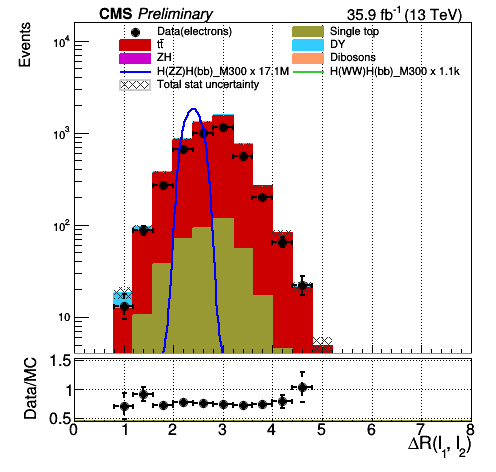 CMS Preliminary 35.9 fb⁻¹ (13 TeV)
Events
Data(electrons) Single top
tt̄ DY
ZH Dibosons
H(ZZ)H(bb)_M300 x 17.1M H(WW)H(bb)_M300 x 1.1k
Total stat uncertainty
10⁴
10³
10²
10
Data/MC
1.5
1
0.5
0 1 2 3 4 5 6 7 8
ΔR(l₁, l₂)